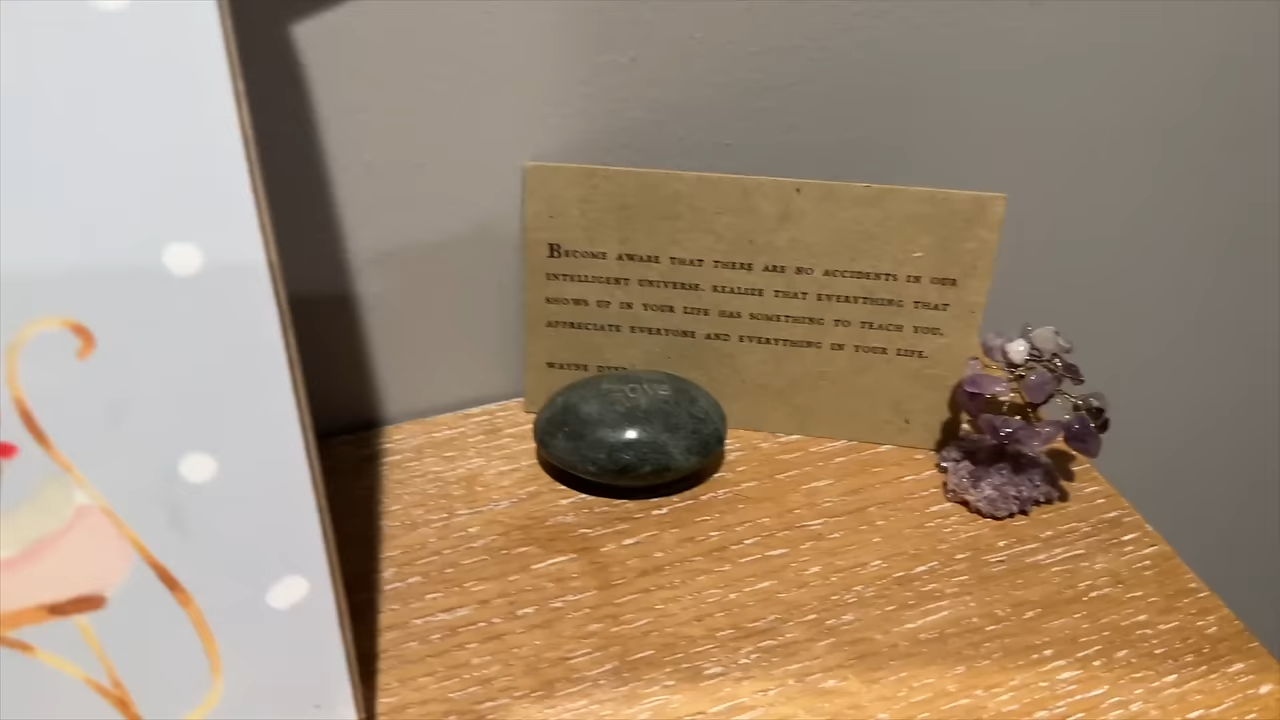 BECOME AWARE THAT THERE ARE NO ACCIDENTS IN OUR
INTELLIGENT UNIVERSE. REALIZE THAT EVERYTHING THAT
SHOWS UP IN YOUR LIFE HAS SOMETHING TO TEACH YOU.
APPRECIATE EVERYONE AND EVERYTHING IN YOUR LIFE.
WAYNE